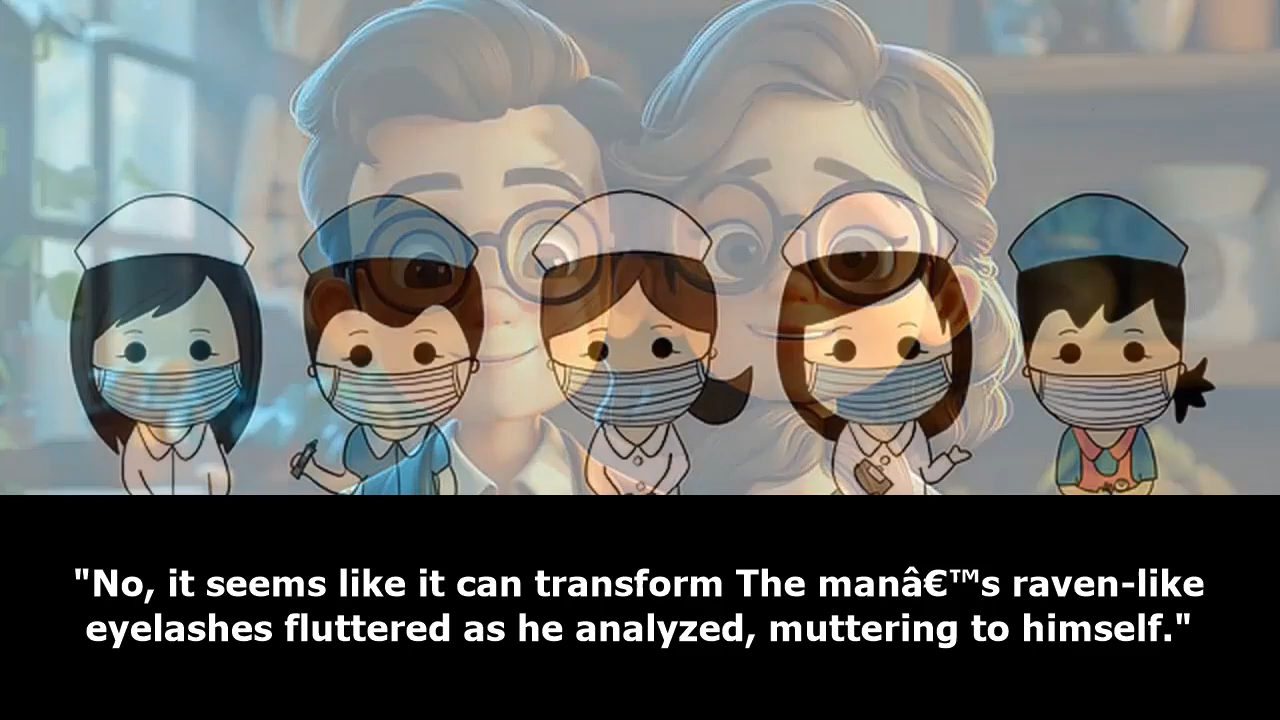 "No, it seems like it can transform The manâ€™s raven-like
eyelashes fluttered as he analyzed, muttering to himself."